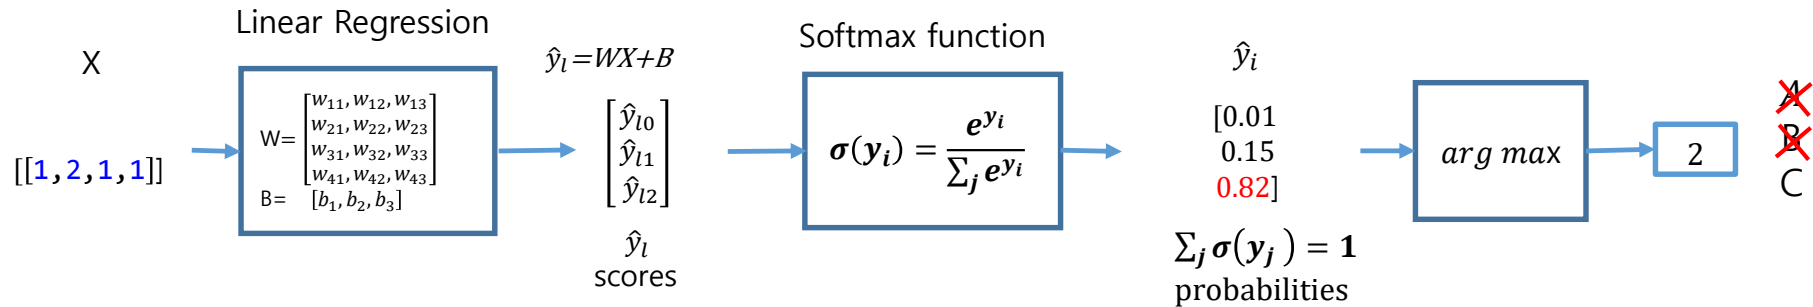 X
[[1,2,1,1]]
Linear Regression
W= [w₁₁, w₁₂, w₁₃
w₂₁, w₂₂, w₂₃
w₃₁, w₃₂, w₃₃
w₄₁, w₄₂, w₄₃]
B= [b₁, b₂, b₃]
ŷₗ=WX+B
[ŷₗ₀
ŷₗ₁
ŷₗ₂]
ŷₗ
scores
Softmax function
σ(yᵢ) = e^{yᵢ} / ∑ⱼ e^{yᵢ}
ŷᵢ
[0.01
0.15
0.82]
∑ⱼ σ(yⱼ ) = 1
probabilities
arg max
2
A
B
C